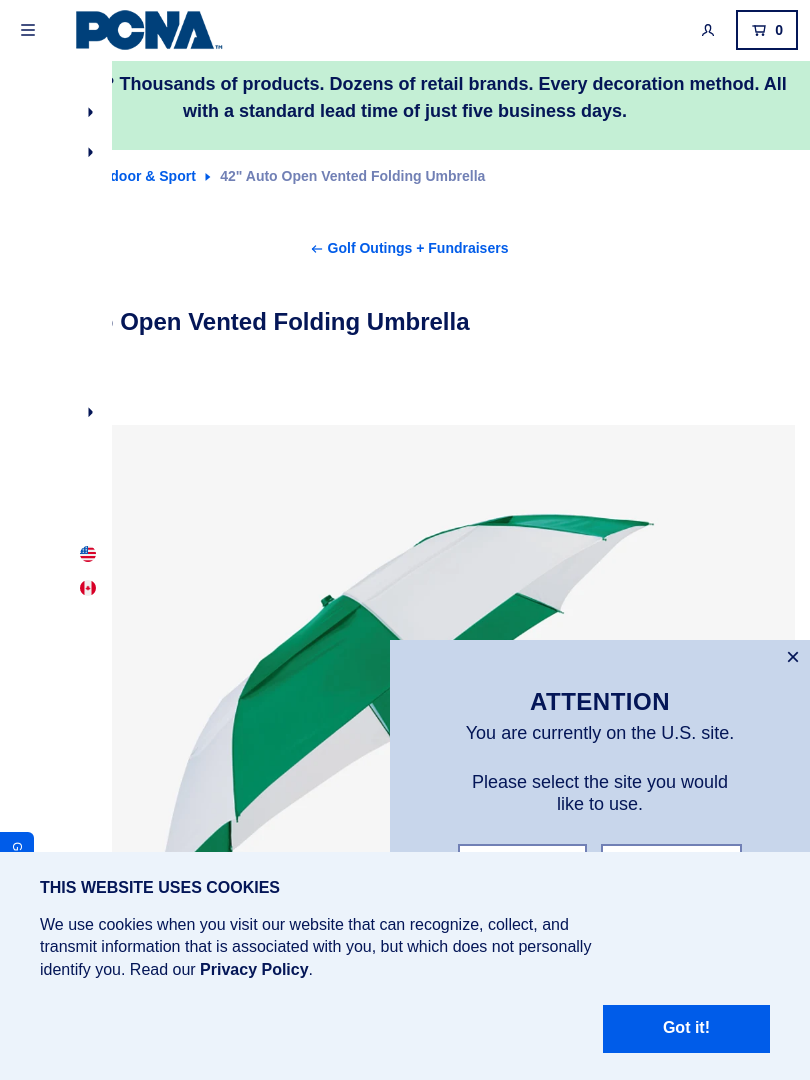 PCNA™
0
? Thousands of products. Dozens of retail brands. Every decoration method. All
with a standard lead time of just five business days.
door & Sport 42" Auto Open Vented Folding Umbrella
Golf Outings + Fundraisers
Open Vented Folding Umbrella
ATTENTION
You are currently on the U.S. site.
Please select the site you would
like to use.
G
THIS WEBSITE USES COOKIES
We use cookies when you visit our website that can recognize, collect, and
transmit information that is associated with you, but which does not personally
identify you. Read our Privacy Policy.
Got it!